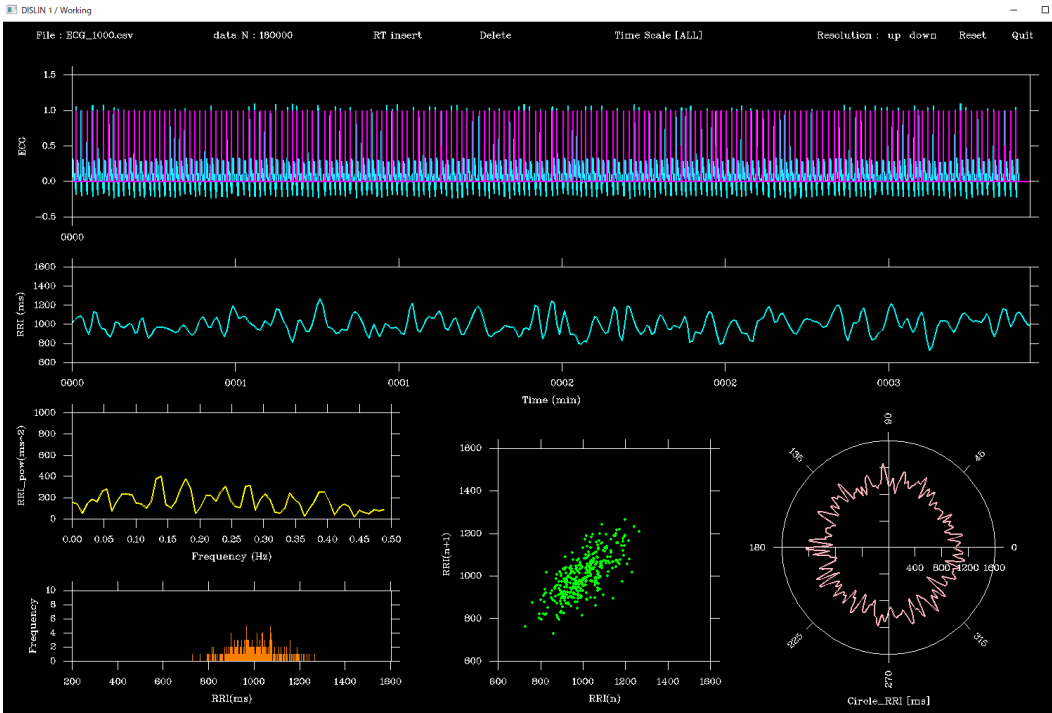 DISLIN 1 / Working
File : ECG_1000.csv data N : 180000 RT insert Delete Time Scale [ALL] Resolution : up down Reset Quit
1.5
1.0
0.5
0.0
−0.5
ECG
0000
1600
1400
1200
1000
800
600
RRI (ms)
0000 0001 0001 0002 0002 0003
Time (min)
1000
800
600
400
200
0
RRI_pow(ms^2)
0.00 0.05 0.10 0.15 0.20 0.25 0.30 0.35 0.40 0.45 0.50
Frequency (Hz)
10
8
6
4
2
0
Frequency
200 400 600 800 1000 1200 1400 1600
RRI(ms)
1600
1400
1200
1000
800
600
RRI(n+1)
600 800 1000 1200 1400 1600
RRI(n)
90
135 45
180 0
400 800 1200 1600
225 315
270
Circle_RRI [ms]